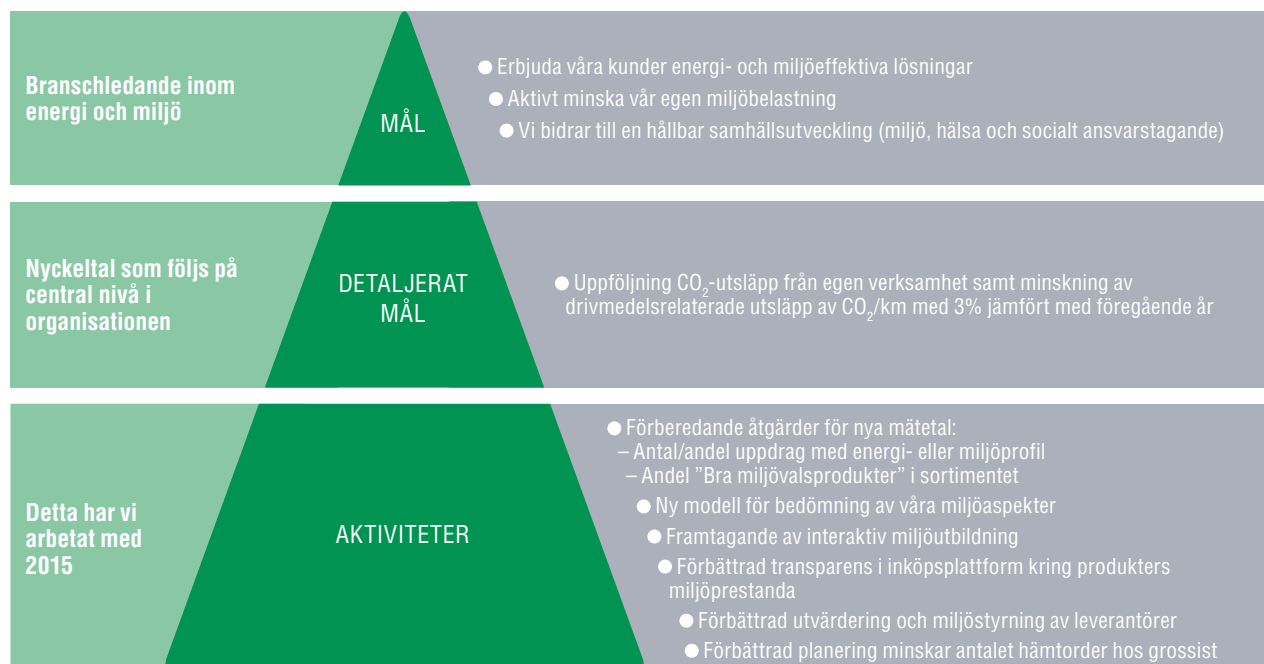 Branschledande inom
energi och miljö
MÅL
● Erbjuda våra kunder energi- och miljöeffektiva lösningar
● Aktivt minska vår egen miljöbelastning
● Vi bidrar till en hållbar samhällsutveckling (miljö, hälsa och socialt ansvarstagande)
Nyckeltal som följs på
central nivå i
organisationen
DETALJERAT
MÅL
● Uppföljning CO₂-utsläpp från egen verksamhet samt minskning av
drivmedelsrelaterade utsläpp av CO₂/km med 3% jämfört med föregående år
Detta har vi
arbetat med
2015
AKTIVITETER
● Förberedande åtgärder för nya mätetal:
– Antal/andel uppdrag med energi- eller miljöprofil
– Andel ”Bra miljövalsprodukter” i sortimentet
● Ny modell för bedömning av våra miljöaspekter
● Framtagande av interaktiv miljöutbildning
● Förbättrad transparens i inköpsplattform kring produkters
miljöprestanda
● Förbättrad utvärdering och miljöstyrning av leverantörer
● Förbättrad planering minskar antalet hämtorder hos grossist